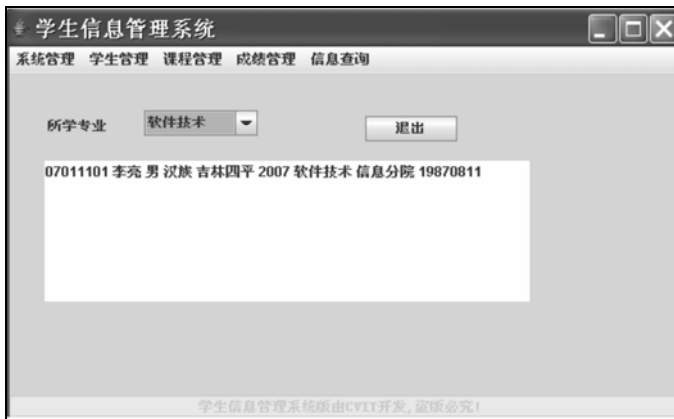 学生信息管理系统
系统管理 学生管理 课程管理 成绩管理 信息查询
所学专业 软件技术 退出
07011101 李亮 男 汉族 吉林四平 2007 软件技术 信息分院 19870811
学生信息管理系统版由CVIT开发,盗版必究!